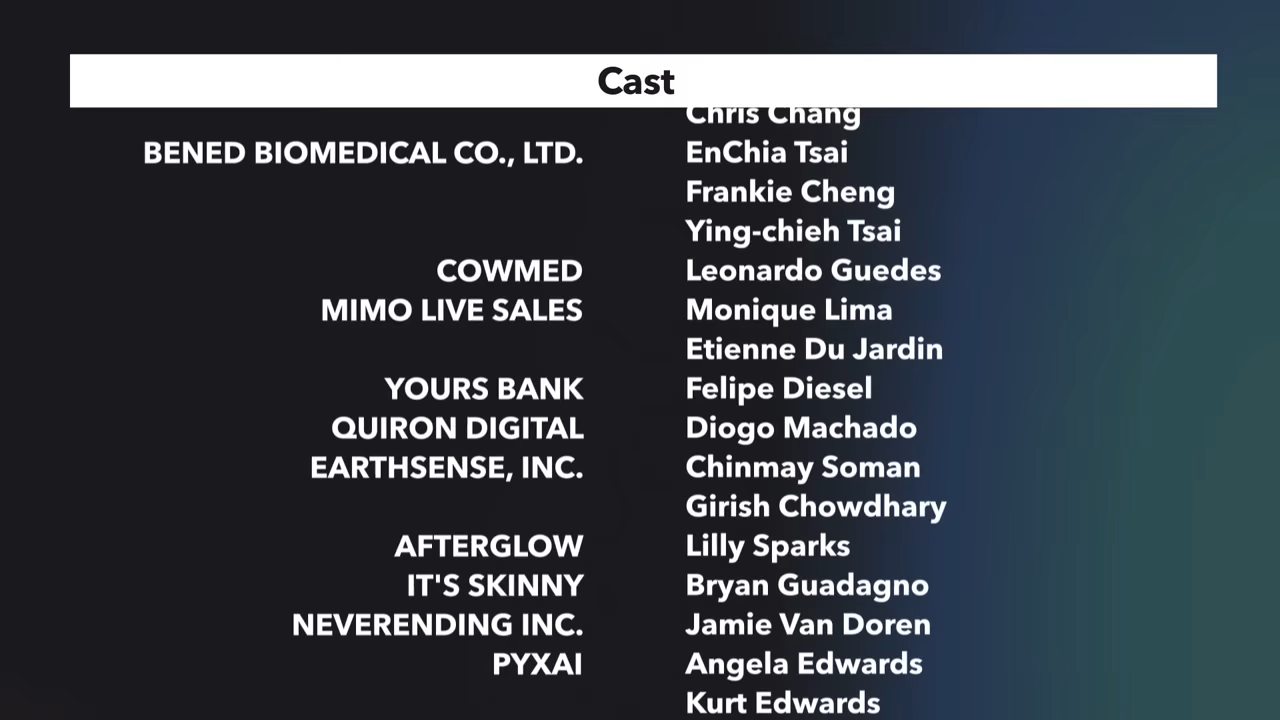 Cast
Chris Chang
BENED BIOMEDICAL CO., LTD. EnChia Tsai
Frankie Cheng
Ying-chieh Tsai
COWMED Leonardo Guedes
MIMO LIVE SALES Monique Lima
Etienne Du Jardin
YOURS BANK Felipe Diesel
QUIRON DIGITAL Diogo Machado
EARTHSENSE, INC. Chinmay Soman
Girish Chowdhary
AFTERGLOW Lilly Sparks
IT'S SKINNY Bryan Guadagno
NEVERENDING INC. Jamie Van Doren
PYXAI Angela Edwards
Kurt Edwards